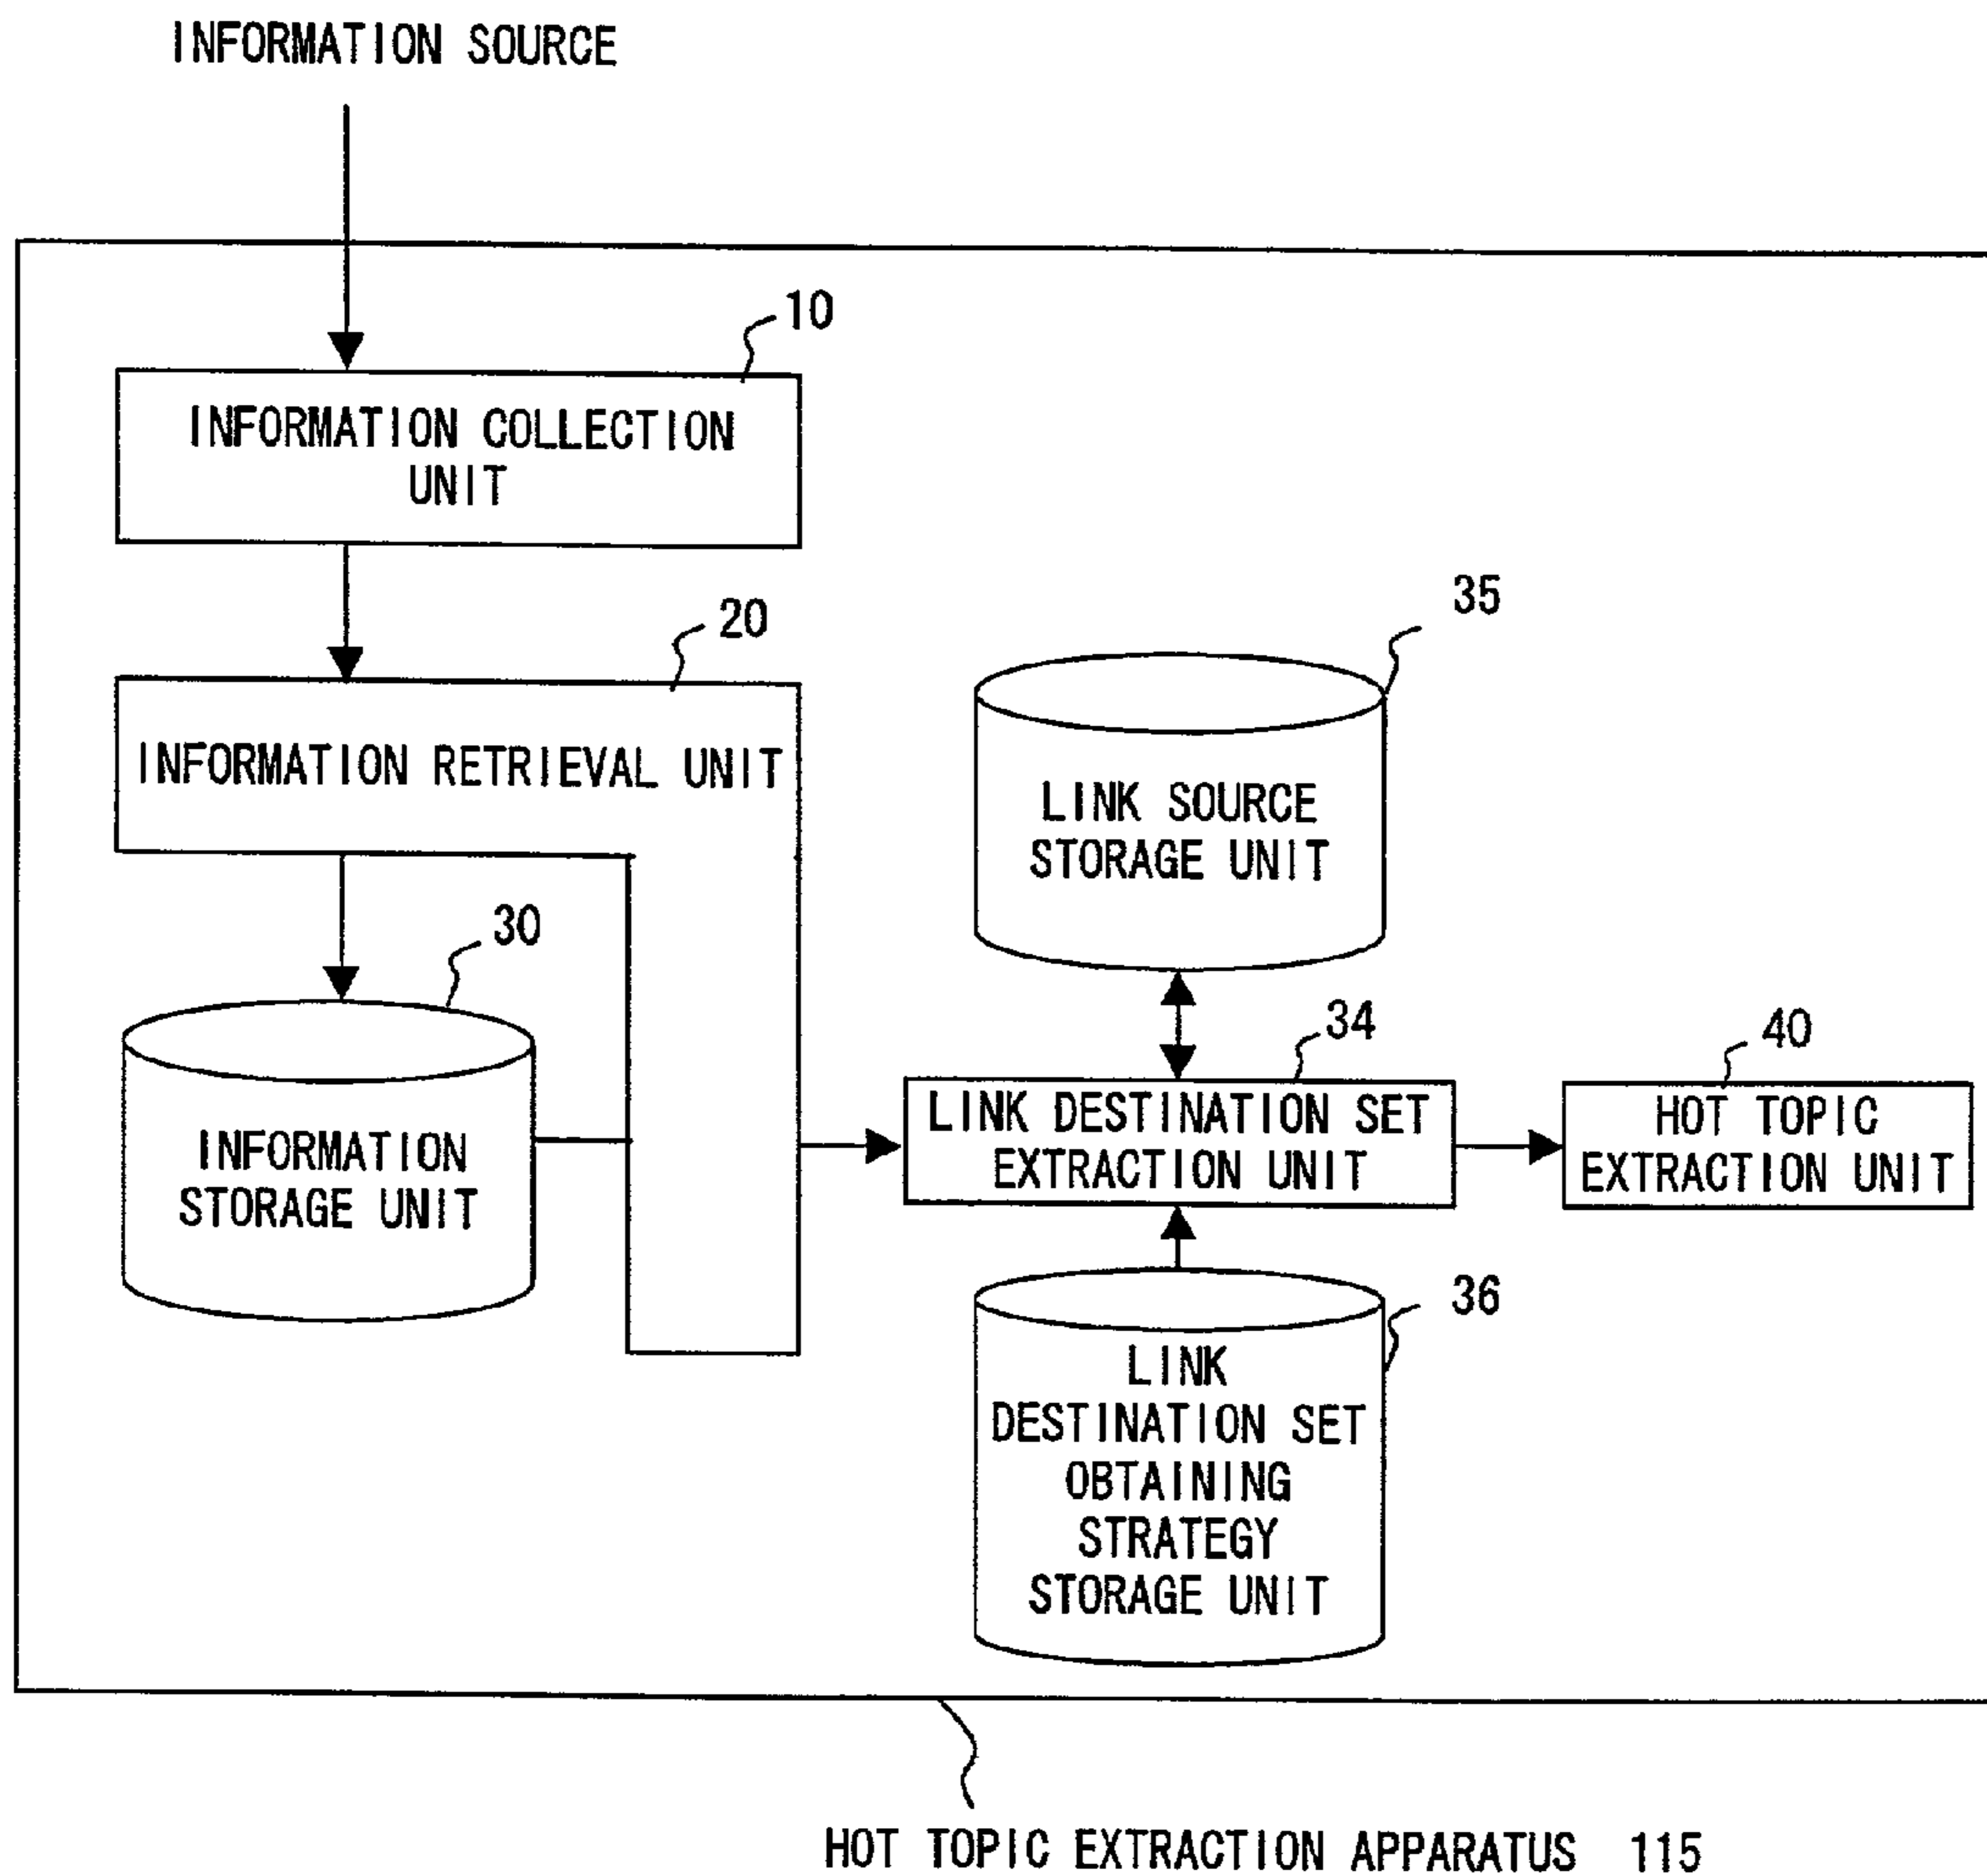 INFORMATION SOURCE
10
INFORMATION COLLECTION
UNIT
20
INFORMATION RETRIEVAL UNIT
30
INFORMATION
STORAGE UNIT
35
LINK SOURCE
STORAGE UNIT
34
LINK DESTINATION SET
EXTRACTION UNIT
40
HOT TOPIC
EXTRACTION UNIT
36
LINK
DESTINATION SET
OBTAINING
STRATEGY
STORAGE UNIT
HOT TOPIC EXTRACTION APPARATUS 115